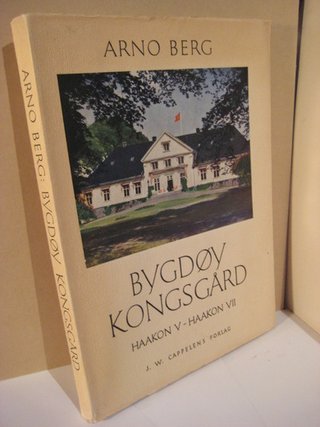 ARNO BERG
BYGDØY
KONGSGÅRD
HAAKON V - HAAKON VII
J. W. CAPPELENS FORLAG
ARNO BERG: BYGDØY KONGSGÅRD